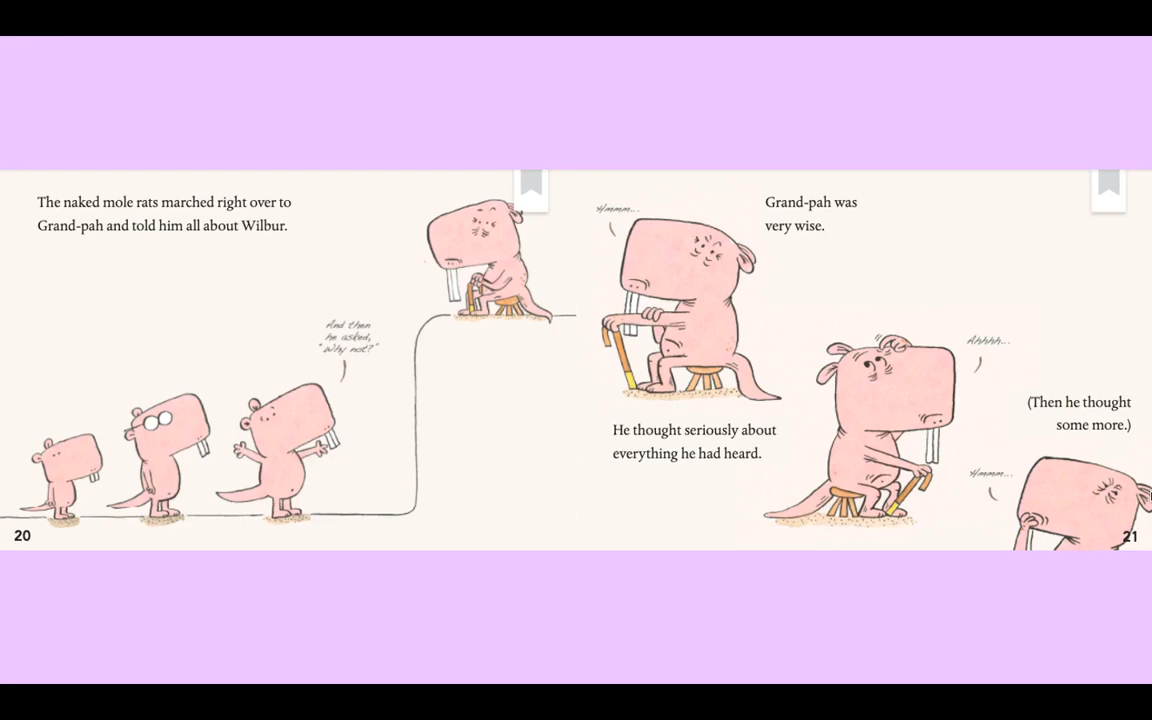 The naked mole rats marched right over to
Grand-pah and told him all about Wilbur.
And then
he asked,
"Why not?"
20
Hmmm...
Grand-pah was
very wise.
He thought seriously about
everything he had heard.
Ahhhh...
(Then he thought
some more.)
Hmmm...
21